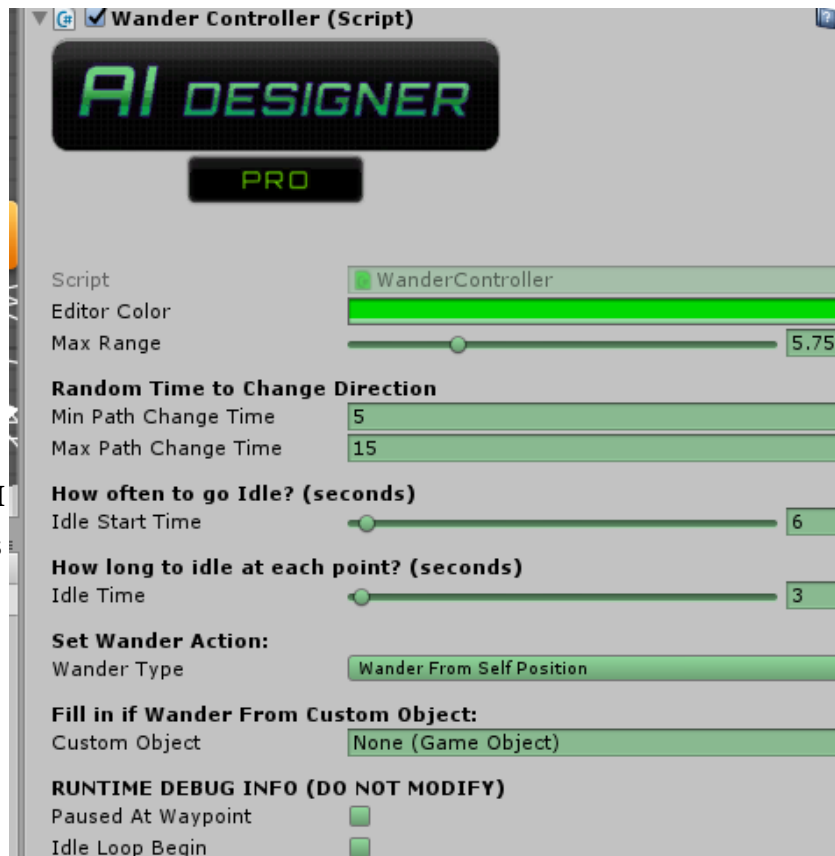 Wander Controller (Script)
AI DESIGNER
PRO
Script WanderController
Editor Color
Max Range 5.75
Random Time to Change Direction
Min Path Change Time 5
Max Path Change Time 15
How often to go Idle? (seconds)
Idle Start Time 6
How long to idle at each point? (seconds)
Idle Time 3
Set Wander Action:
Wander Type Wander From Self Position
Fill in if Wander From Custom Object:
Custom Object None (Game Object)
RUNTIME DEBUG INFO (DO NOT MODIFY)
Paused At Waypoint
Idle Loop Begin